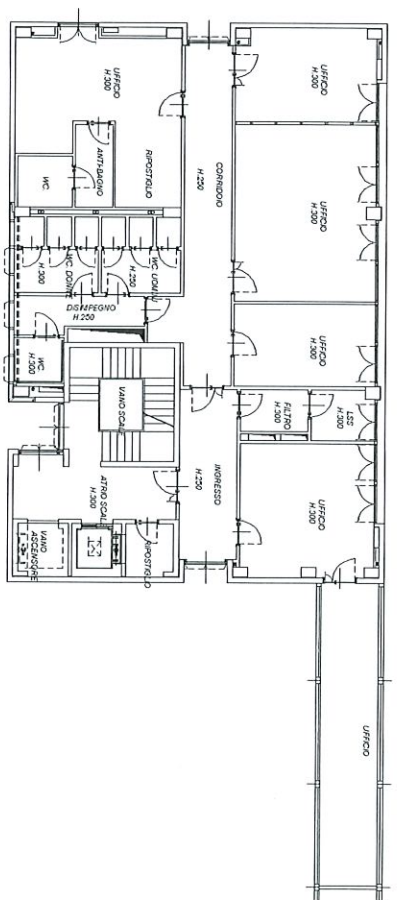 UFFICIO
H.300
UFFICIO
H.300
CORRIDOIO
H.250
RIPOSTIGLIO
ANTI-BAGNO
WC
UFFICIO
H.300
WC DONNE
H.300
WC UOMINI
H.250
DISIMPEGNO
H.250
UFFICIO
H.300
WC
H.300
VANO SCALE
FILTRO
H.300
LSS
H.300
INGRESSO
H.250
ATRIO SCALE
H.300
UFFICIO
H.300
VANO
ASCENSORE
RIPOSTIGLIO
UFFICIO